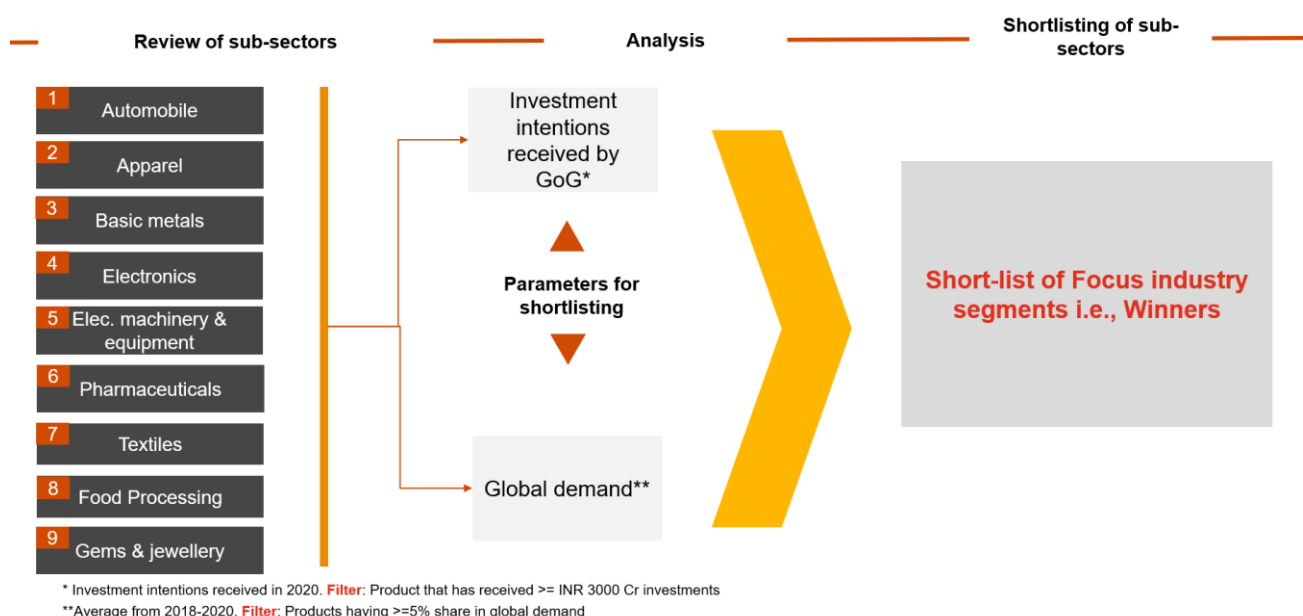 Review of sub-sectors
Analysis
Shortlisting of sub-
sectors
1
Automobile
2
Apparel
3
Basic metals
4
Electronics
5
Elec. machinery &
equipment
6
Pharmaceuticals
7
Textiles
8
Food Processing
9
Gems & jewellery
Investment
intentions
received by
GoG*
Parameters for
shortlisting
Global demand**
Short-list of Focus industry
segments i.e., Winners
* Investment intentions received in 2020. Filter: Product that has received >= INR 3000 Cr investments
**Average from 2018-2020. Filter: Products having >=5% share in global demand